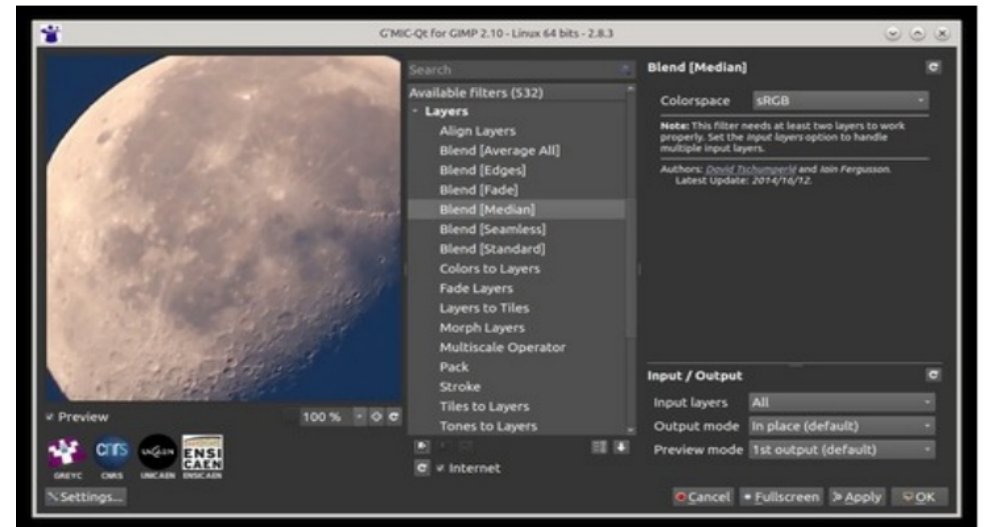 G'MIC-Qt for GIMP 2.10 - Linux 64 bits - 2.8.3
Search
Available filters (532)
Layers
Align Layers
Blend [Average All]
Blend [Edges]
Blend [Fade]
Blend [Median]
Blend [Seamless]
Blend [Standard]
Colors to Layers
Fade Layers
Layers to Tiles
Morph Layers
Multiscale Operator
Pack
Stroke
Tiles to Layers
Tones to Layers
Internet
Preview
100 %
CNRS UNICAEN ENSI CAEN
GREYC CNRS UNICAEN ENSICAEN
Settings...
Blend [Median]
Colorspace sRGB
Note: This filter needs at least two layers to work
properly. Set the Input layers option to handle
multiple input layers.
Authors: David Tschumperlé and Iain Fergusson.
Latest Update: 2014/16/12.
Input / Output
Input layers All
Output mode In place (default)
Preview mode 1st output (default)
Cancel Fullscreen Apply OK